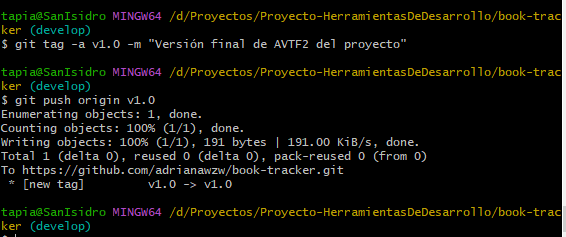 tapia@SanIsidro MINGW64 /d/Proyectos/Proyecto-HerramientasDeDesarrollo/book-trac
ker (develop)
$ git tag -a v1.0 -m "Versión final de AVTF2 del proyecto"
tapia@SanIsidro MINGW64 /d/Proyectos/Proyecto-HerramientasDeDesarrollo/book-trac
ker (develop)
$ git push origin v1.0
Enumerating objects: 1, done.
Counting objects: 100% (1/1), done.
Writing objects: 100% (1/1), 191 bytes | 191.00 KiB/s, done.
Total 1 (delta 0), reused 0 (delta 0), pack-reused 0 (from 0)
To https://github.com/adrianawzw/book-tracker.git
 * [new tag]         v1.0 -> v1.0
tapia@SanIsidro MINGW64 /d/Proyectos/Proyecto-HerramientasDeDesarrollo/book-trac
ker (develop)
$